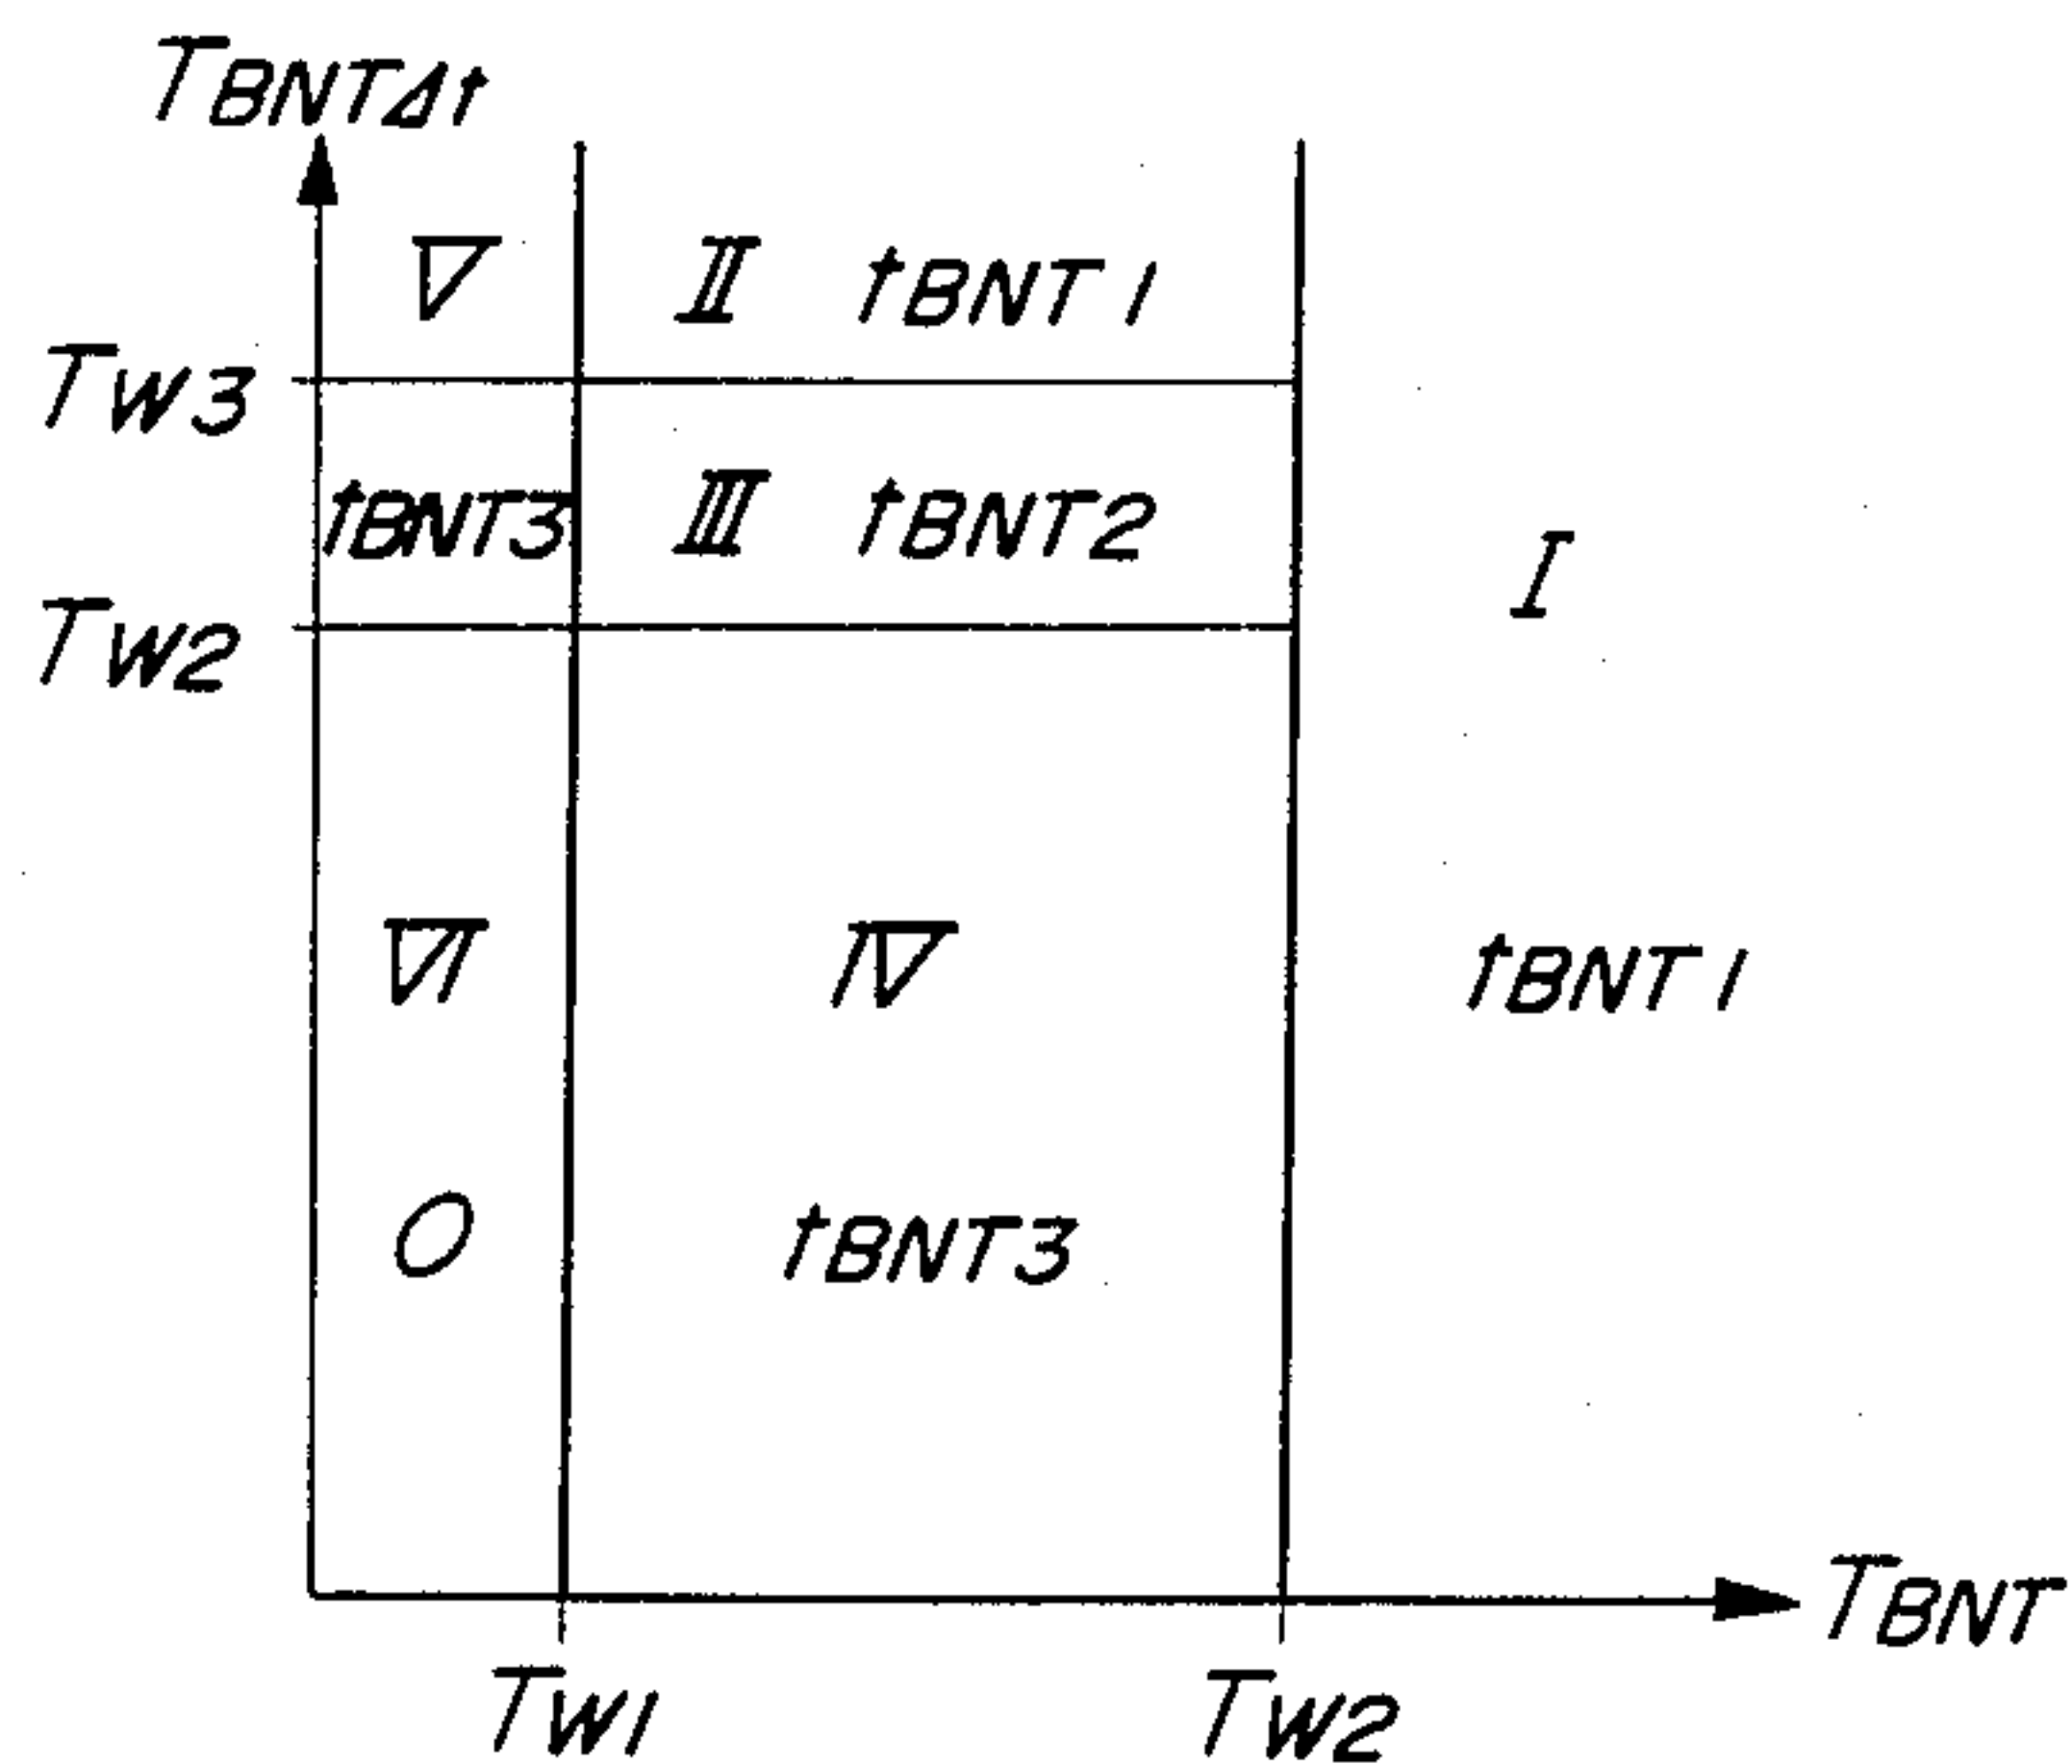 TBNTΔt
V II tBNT1
TW3
tBNT3 III tBNT2
I
TW2
VI IV tBNT1
O tBNT3
TBNT
TW1 TW2